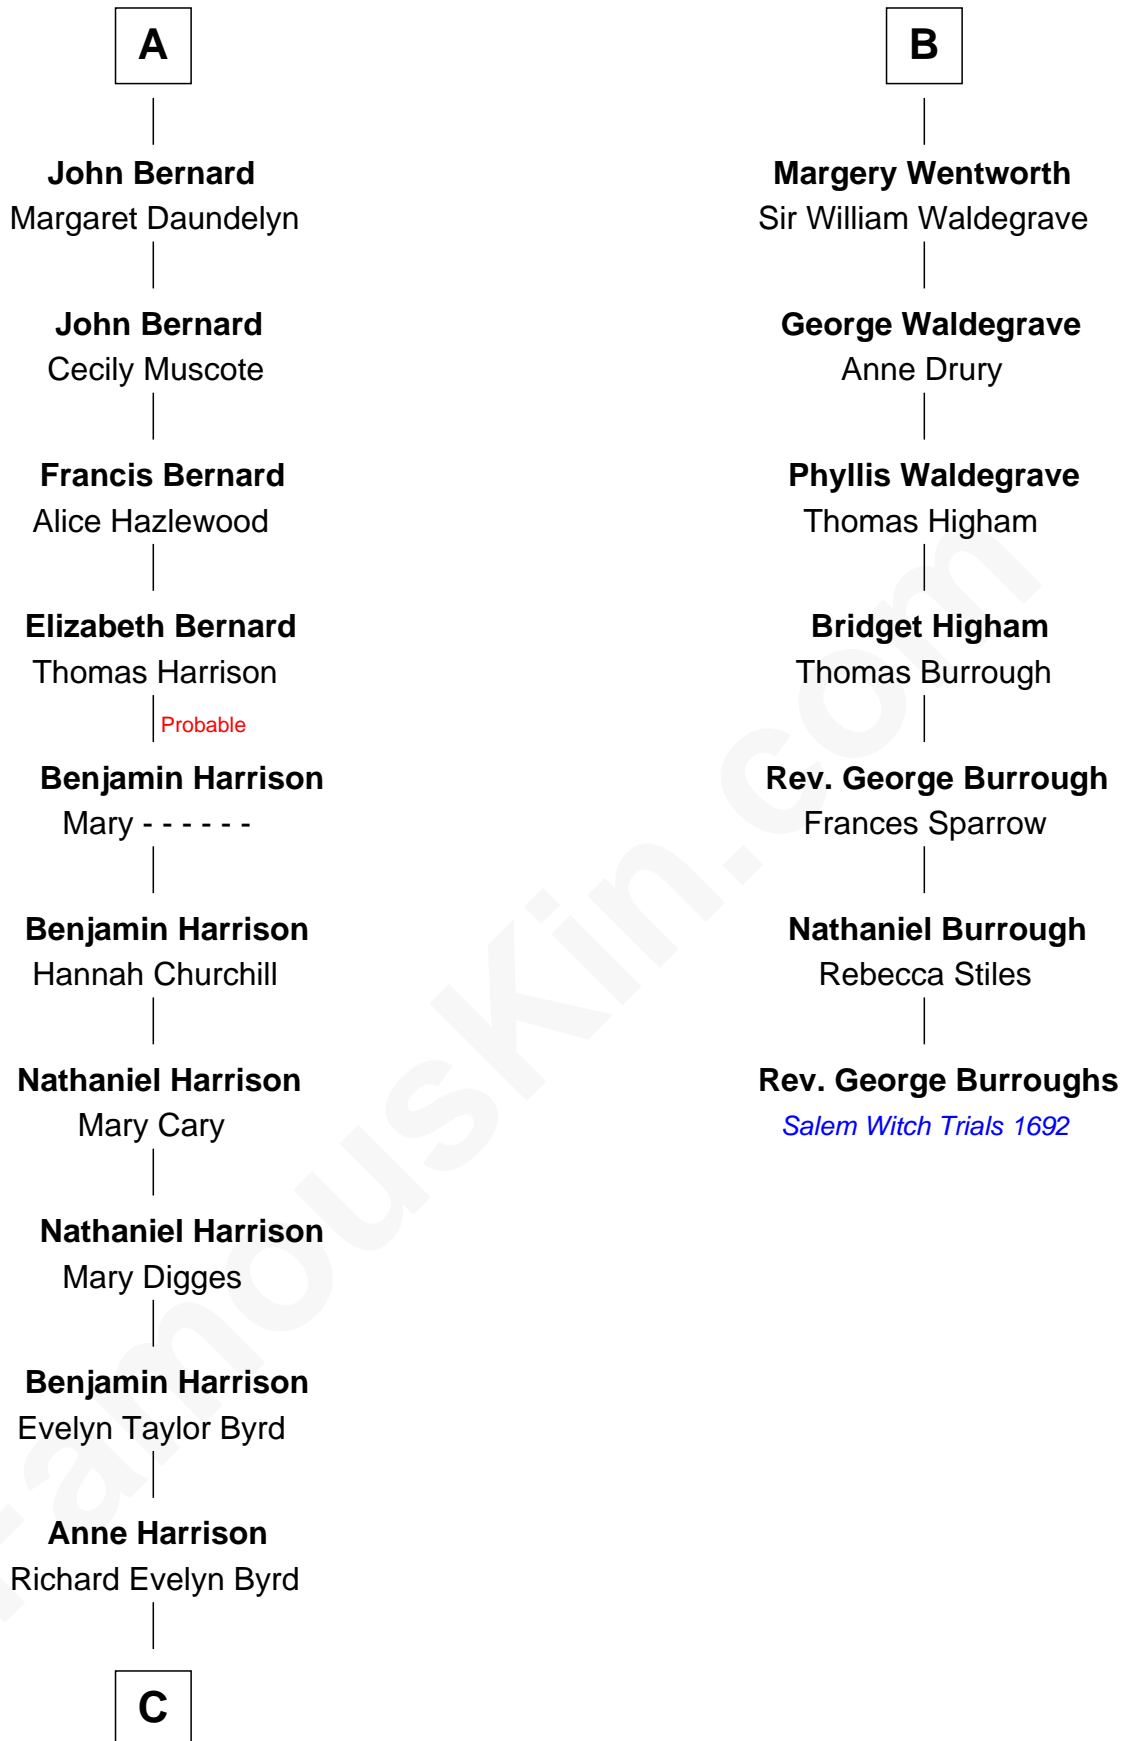 A
John Bernard
Margaret Daundelyn
John Bernard
Cecily Muscote
Francis Bernard
Alice Hazlewood
Elizabeth Bernard
Thomas Harrison
Probable
Benjamin Harrison
Mary - - - - - -
Benjamin Harrison
Hannah Churchill
Nathaniel Harrison
Mary Cary
Nathaniel Harrison
Mary Digges
Benjamin Harrison
Evelyn Taylor Byrd
Anne Harrison
Richard Evelyn Byrd
C
B
Margery Wentworth
Sir William Waldegrave
George Waldegrave
Anne Drury
Phyllis Waldegrave
Thomas Higham
Bridget Higham
Thomas Burrough
Rev. George Burrough
Frances Sparrow
Nathaniel Burrough
Rebecca Stiles
Rev. George Burroughs
Salem Witch Trials 1692
FamousKin.com